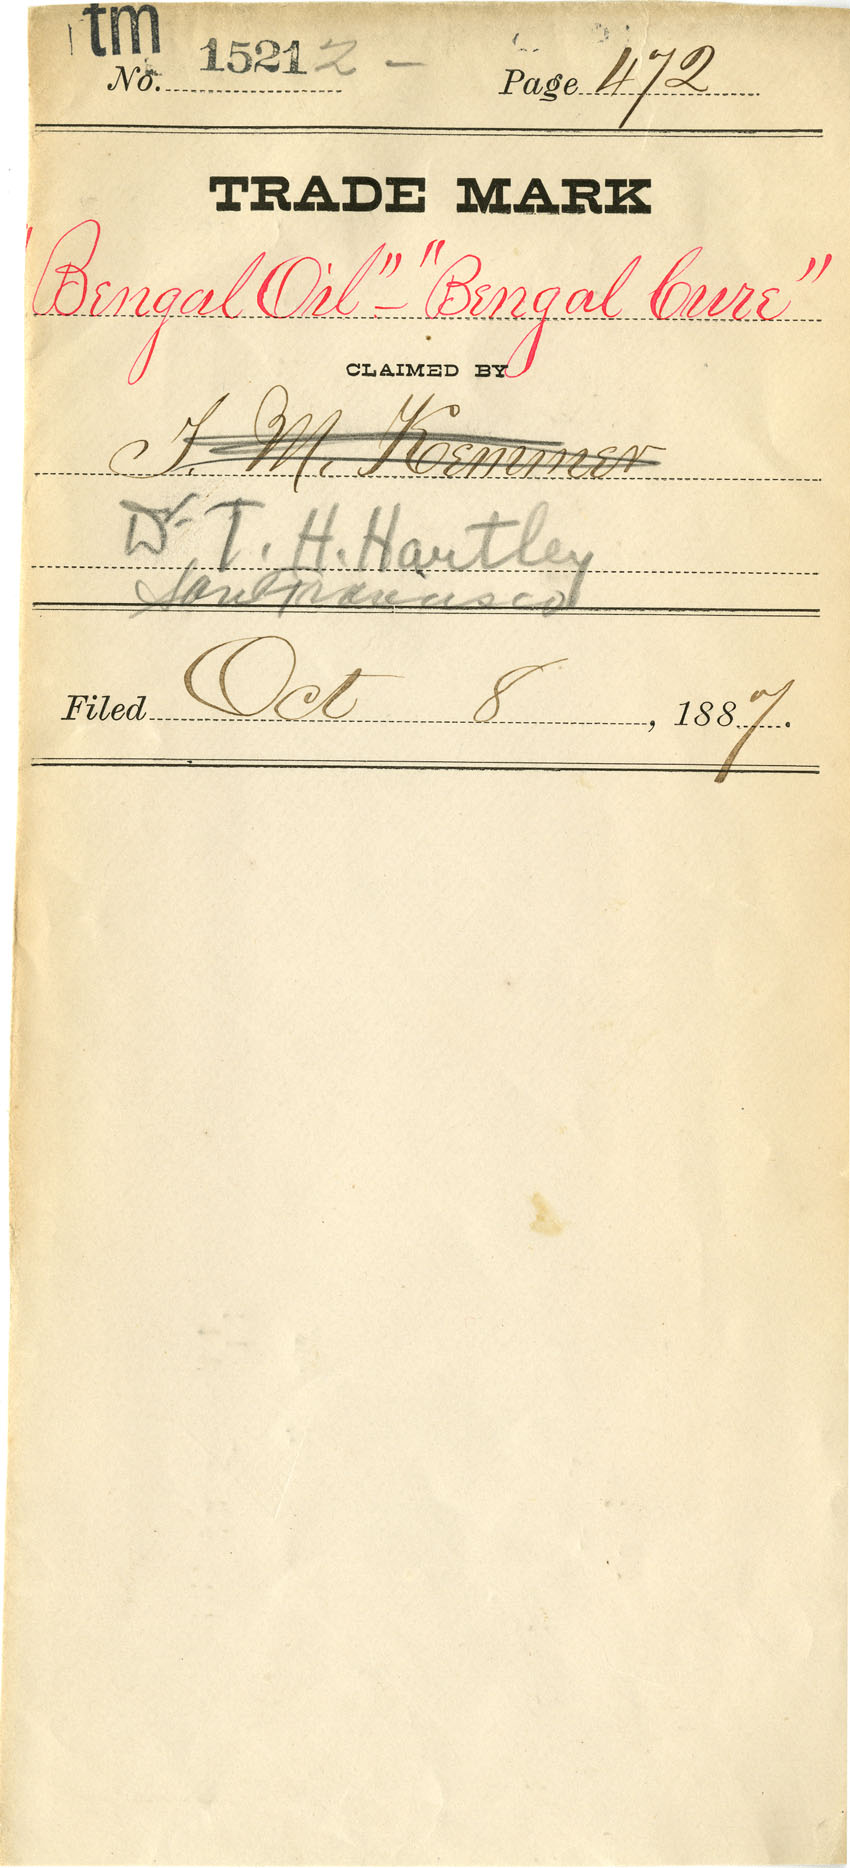 tm
No. 15212 -
Page 472
TRADE MARK
"Bengal Oil" - "Bengal Cure"
CLAIMED BY
T. M. Kemmer
Dr. T. H. Hartley
San Francisco
Filed Oct 8, 1887.